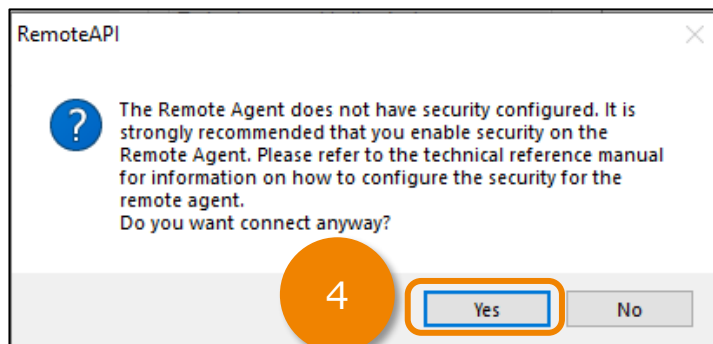 RemoteAPI
The Remote Agent does not have security configured. It is
strongly recommended that you enable security on the
Remote Agent. Please refer to the technical reference manual
for information on how to configure the security for the
remote agent.
Do you want connect anyway?
4
Yes
No